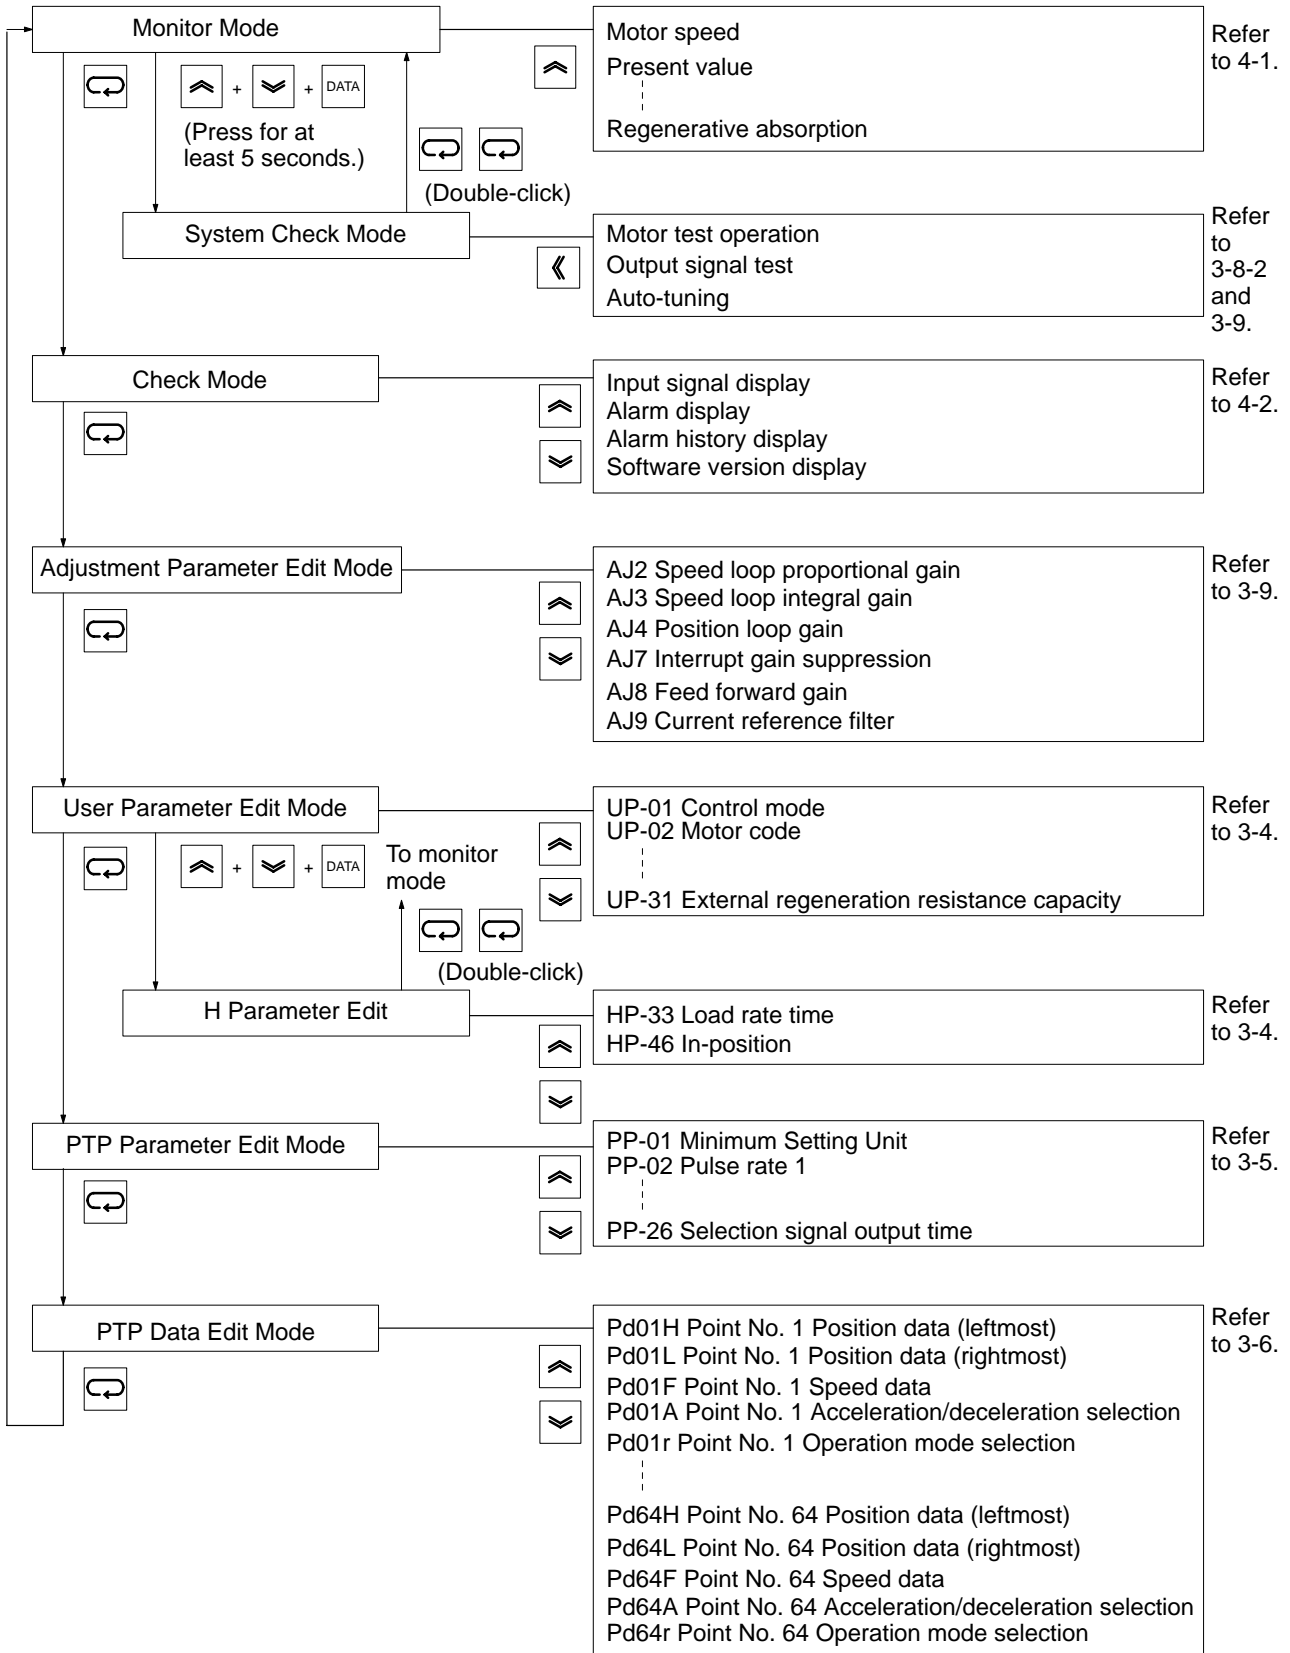 Monitor Mode
Motor speed
Present value
Regenerative absorption
Refer
to 4-1.
+ + DATA
(Press for at
least 5 seconds.)
(Double-click)
System Check Mode
Motor test operation
Output signal test
Auto-tuning
Refer
to
3-8-2
and
3-9.
Check Mode
Input signal display
Alarm display
Alarm history display
Software version display
Refer
to 4-2.
Adjustment Parameter Edit Mode
AJ2 Speed loop proportional gain
AJ3 Speed loop integral gain
AJ4 Position loop gain
AJ7 Interrupt gain suppression
AJ8 Feed forward gain
AJ9 Current reference filter
Refer
to 3-9.
User Parameter Edit Mode
UP-01 Control mode
UP-02 Motor code
UP-31 External regeneration resistance capacity
Refer
to 3-4.
+ + DATA
To monitor
mode
(Double-click)
H Parameter Edit
HP-33 Load rate time
HP-46 In-position
Refer
to 3-4.
PTP Parameter Edit Mode
PP-01 Minimum Setting Unit
PP-02 Pulse rate 1
PP-26 Selection signal output time
Refer
to 3-5.
PTP Data Edit Mode
Pd01H Point No. 1 Position data (leftmost)
Pd01L Point No. 1 Position data (rightmost)
Pd01F Point No. 1 Speed data
Pd01A Point No. 1 Acceleration/deceleration selection
Pd01r Point No. 1 Operation mode selection
Pd64H Point No. 64 Position data (leftmost)
Pd64L Point No. 64 Position data (rightmost)
Pd64F Point No. 64 Speed data
Pd64A Point No. 64 Acceleration/deceleration selection
Pd64r Point No. 64 Operation mode selection
Refer
to 3-6.